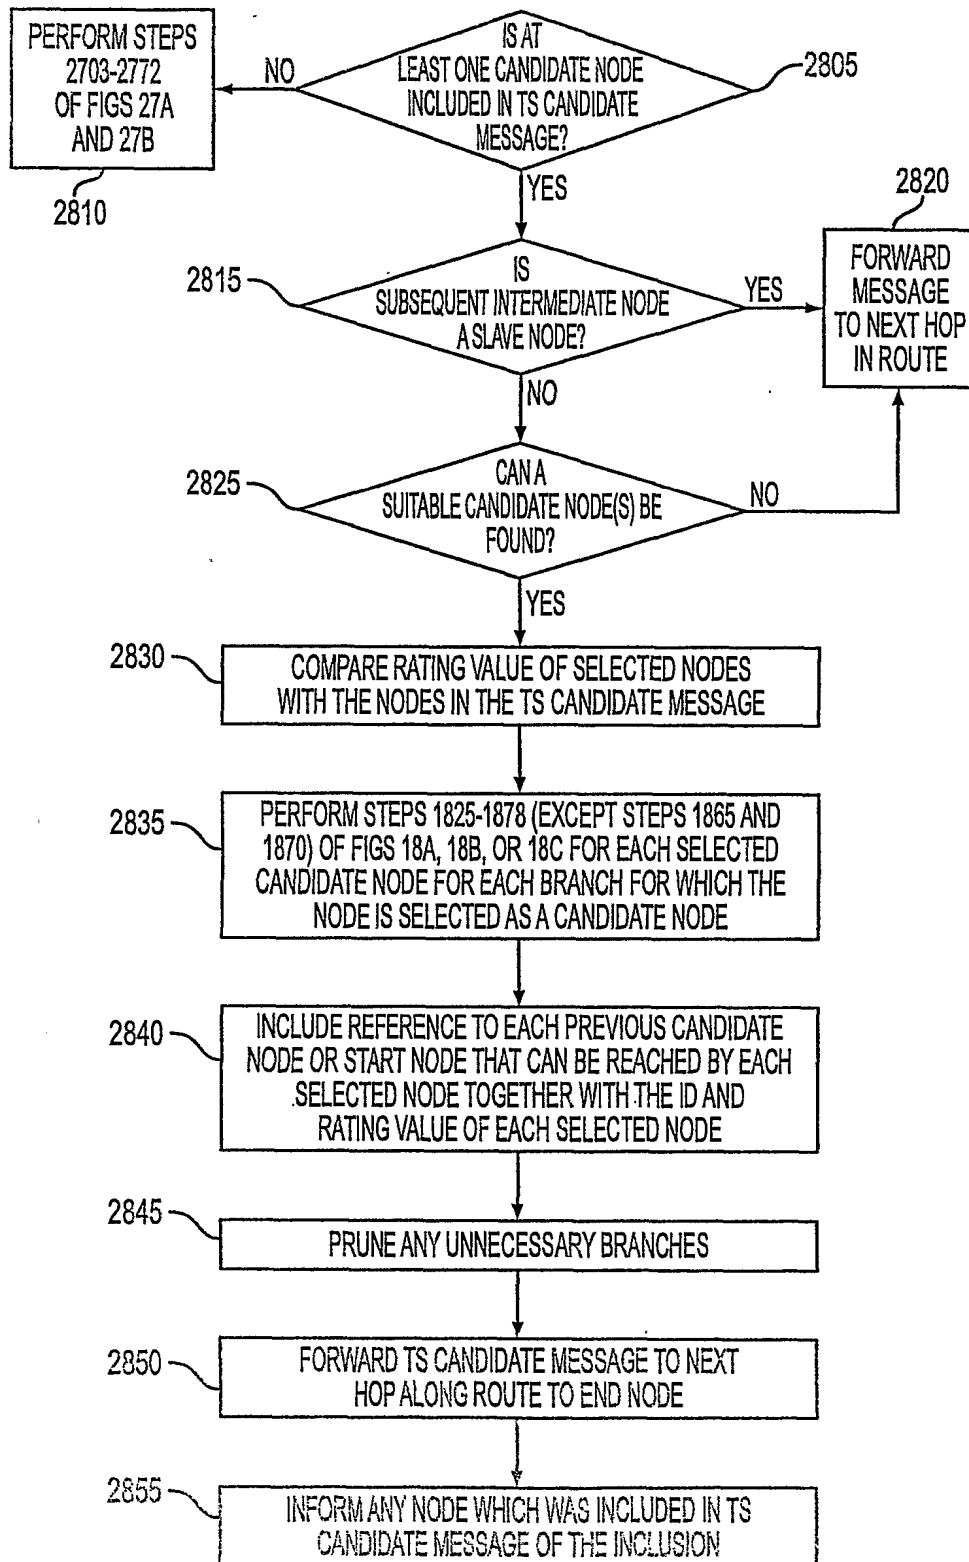 PERFORM STEPS
2703-2772
OF FIGS 27A
AND 27B
2810
NO
IS AT
LEAST ONE CANDIDATE NODE
INCLUDED IN TS CANDIDATE
MESSAGE?
2805
YES
2815
IS
SUBSEQUENT INTERMEDIATE NODE
A SLAVE NODE?
YES
2820
FORWARD
MESSAGE
TO NEXT HOP
IN ROUTE
NO
2825
CAN A
SUITABLE CANDIDATE NODE(S) BE
FOUND?
NO
YES
2830
COMPARE RATING VALUE OF SELECTED NODES
WITH THE NODES IN THE TS CANDIDATE MESSAGE
2835
PERFORM STEPS 1825-1878 (EXCEPT STEPS 1865 AND
1870) OF FIGS 18A, 18B, OR 18C FOR EACH SELECTED
CANDIDATE NODE FOR EACH BRANCH FOR WHICH THE
NODE IS SELECTED AS A CANDIDATE NODE
2840
INCLUDE REFERENCE TO EACH PREVIOUS CANDIDATE
NODE OR START NODE THAT CAN BE REACHED BY EACH
SELECTED NODE TOGETHER WITH THE ID AND
RATING VALUE OF EACH SELECTED NODE
2845
PRUNE ANY UNNECESSARY BRANCHES
2850
FORWARD TS CANDIDATE MESSAGE TO NEXT
HOP ALONG ROUTE TO END NODE
2855
INFORM ANY NODE WHICH WAS INCLUDED IN TS
CANDIDATE MESSAGE OF THE INCLUSION